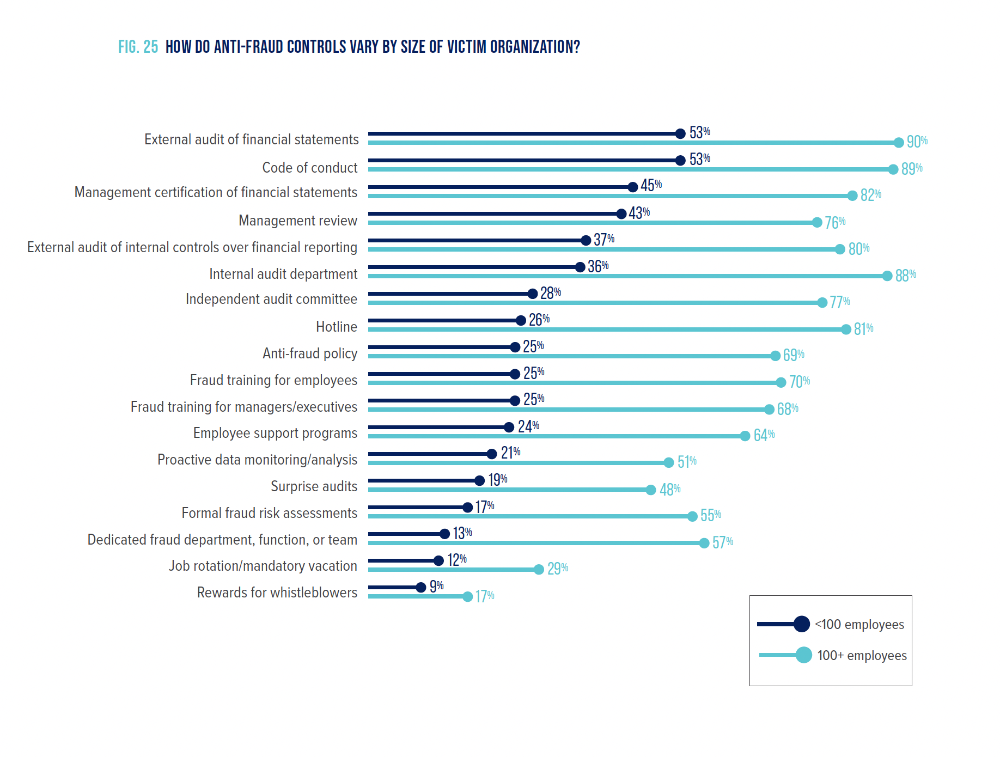 FIG. 25 HOW DO ANTI-FRAUD CONTROLS VARY BY SIZE OF VICTIM ORGANIZATION?
External audit of financial statements 53% 90%
Code of conduct 53% 89%
Management certification of financial statements 45% 82%
Management review 43% 76%
External audit of internal controls over financial reporting 37% 80%
Internal audit department 36% 88%
Independent audit committee 28% 77%
Hotline 26% 81%
Anti-fraud policy 25% 69%
Fraud training for employees 25% 70%
Fraud training for managers/executives 25% 68%
Employee support programs 24% 64%
Proactive data monitoring/analysis 21% 51%
Surprise audits 19% 48%
Formal fraud risk assessments 17% 55%
Dedicated fraud department, function, or team 13% 57%
Job rotation/mandatory vacation 12% 29%
Rewards for whistleblowers 9% 17%
<100 employees
100+ employees